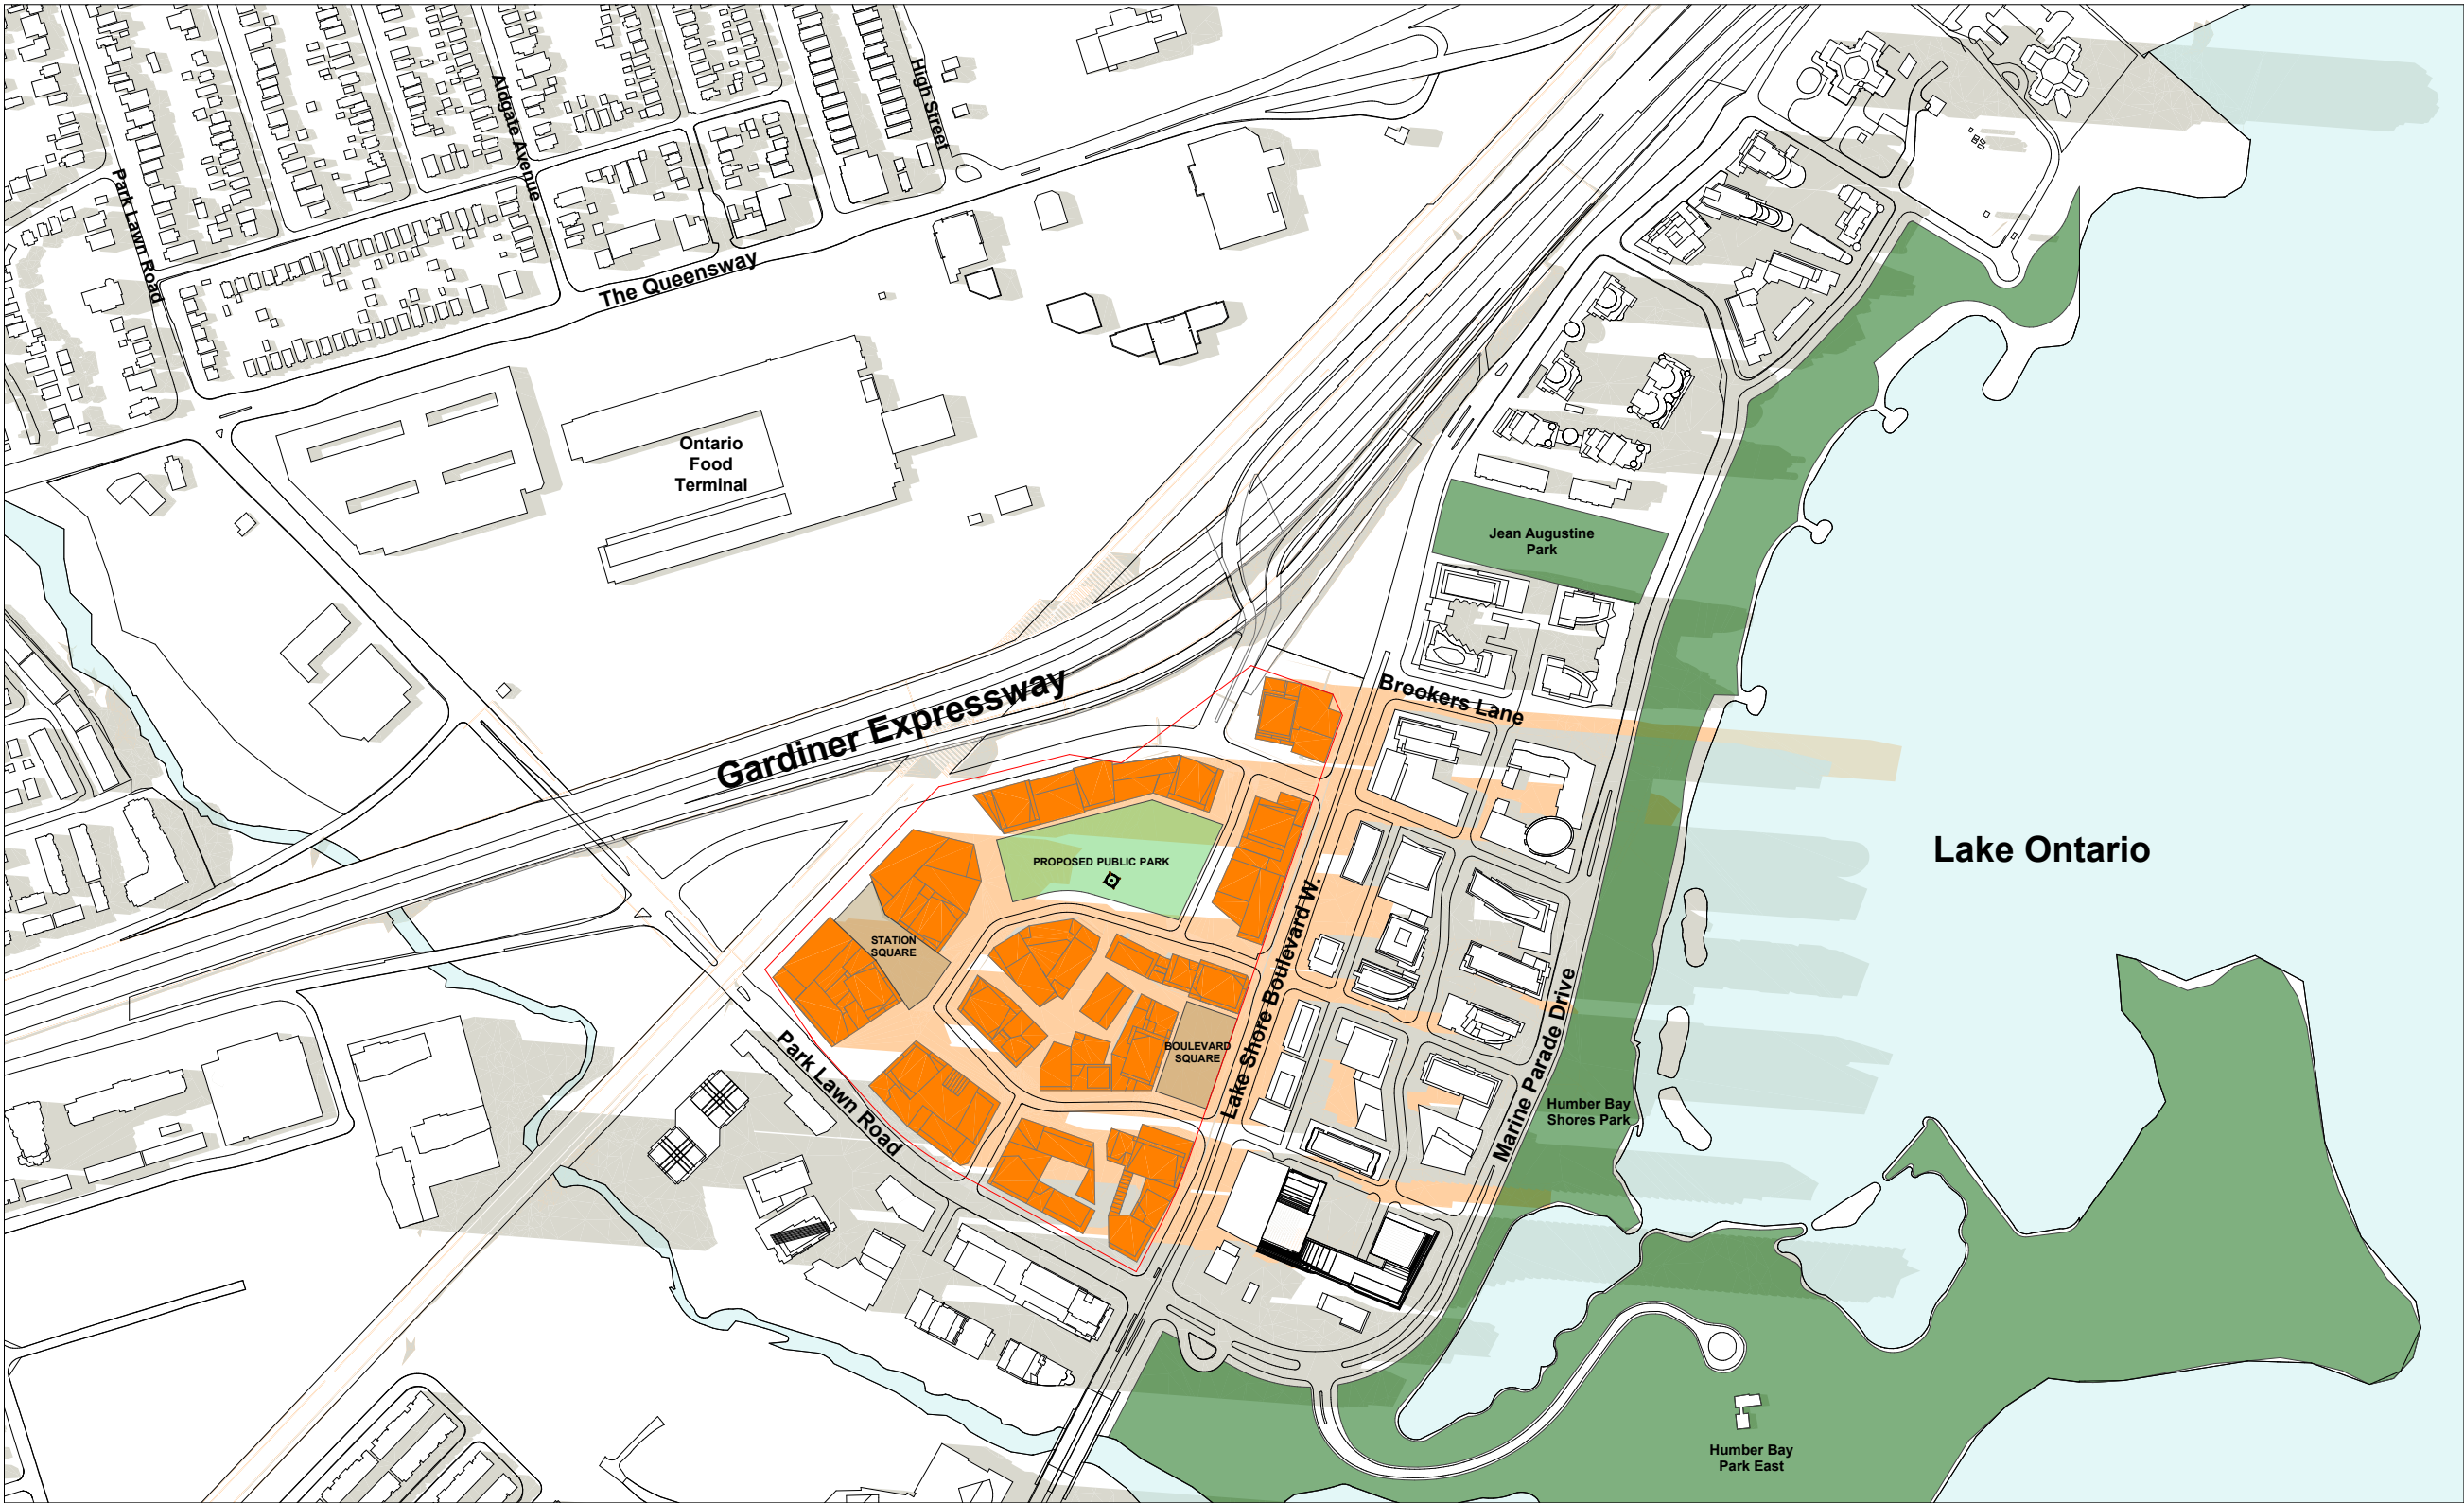 High Street
Aldgate Avenue
Park Lawn Road
The Queensway
Ontario
Food
Terminal
Jean Augustine
Park
Brookers Lane
Gardiner Expressway
Lake Ontario
PROPOSED PUBLIC PARK
STATION
SQUARE
Lake Shore Boulevard W.
BOULEVARD
SQUARE
Park Lawn Road
Marine Parade Drive
Humber Bay
Shores Park
Humber Bay
Park East